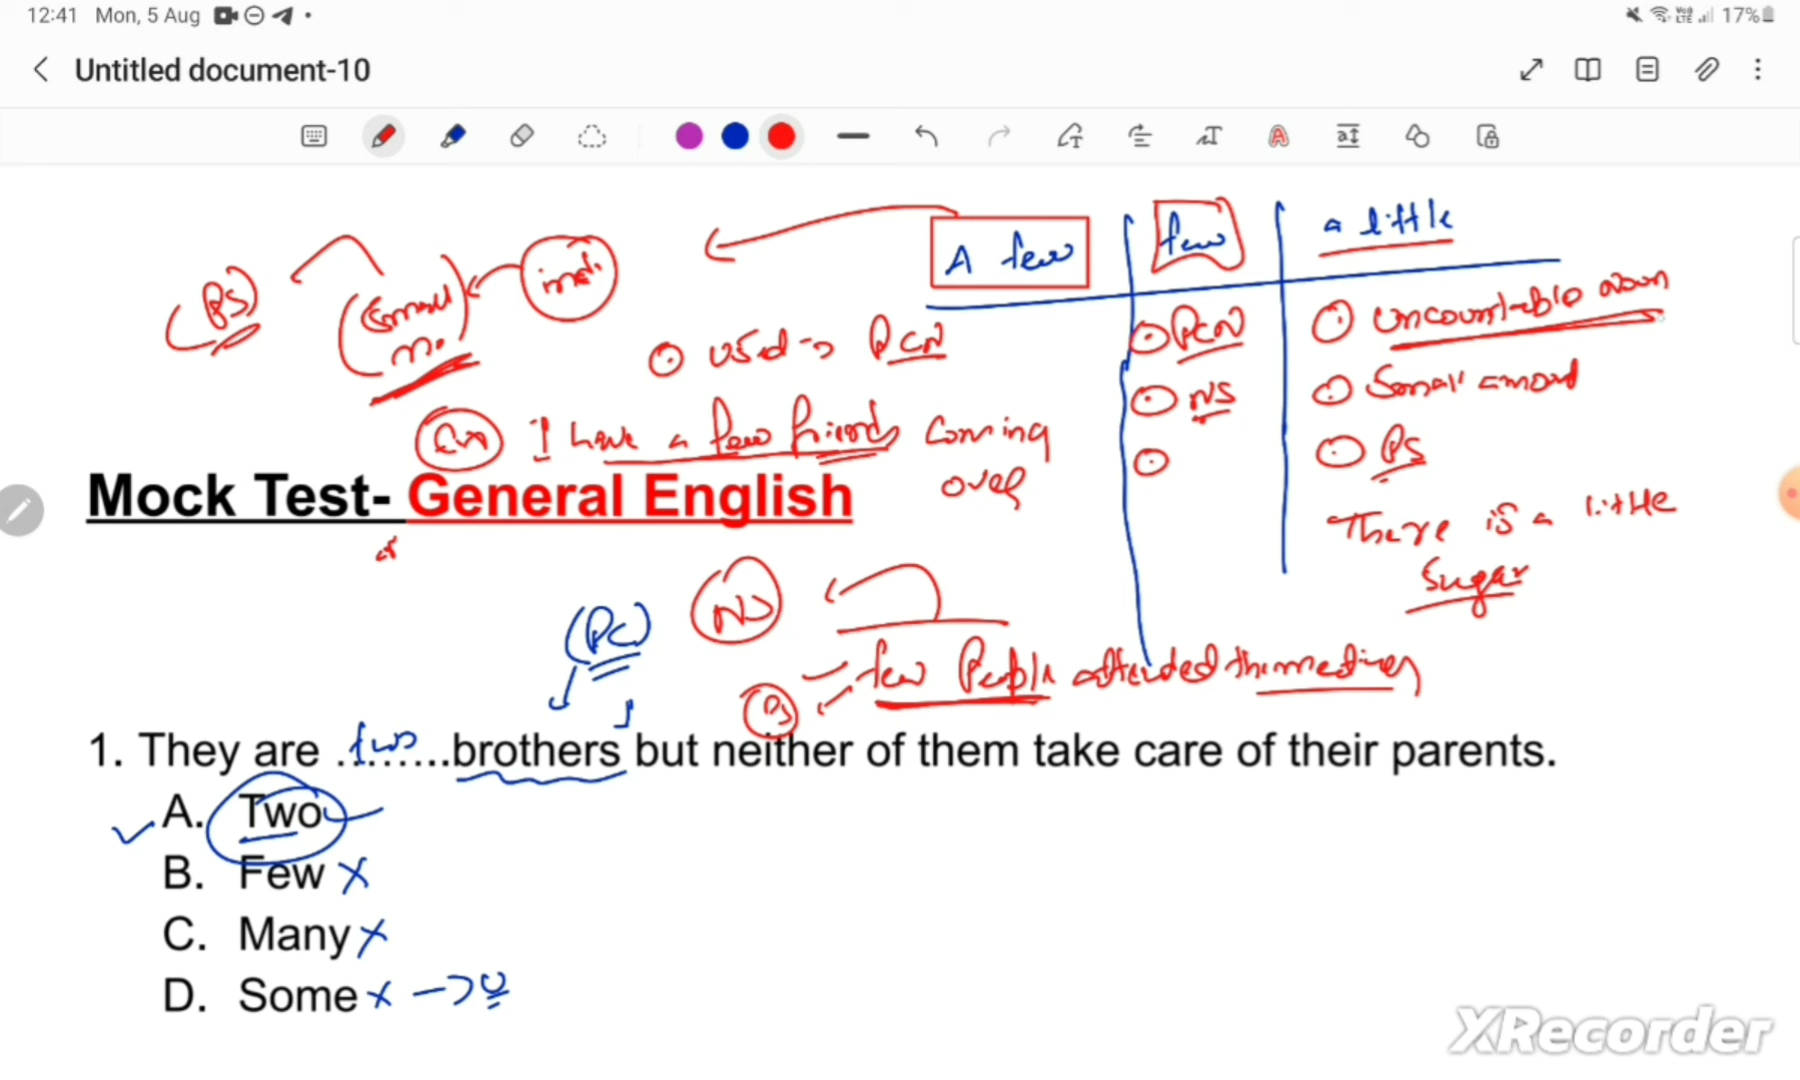 12:41 Mon, 5 Aug
17%
Untitled document-10
A few
few
a little
(PS)
(small no.)
indi.
used → PCN
PCN
uncountable noun
NS
Small amount
Ex I have a few friends coming over
PS
Mock Test- General English
There is a little
Sugar
(PC)
NS
few People attended the meeting
PS
1. They are ..two.....brothers but neither of them take care of their parents.
A. Two
B. Few x
C. Many x
D. Some x → U
XRecorder